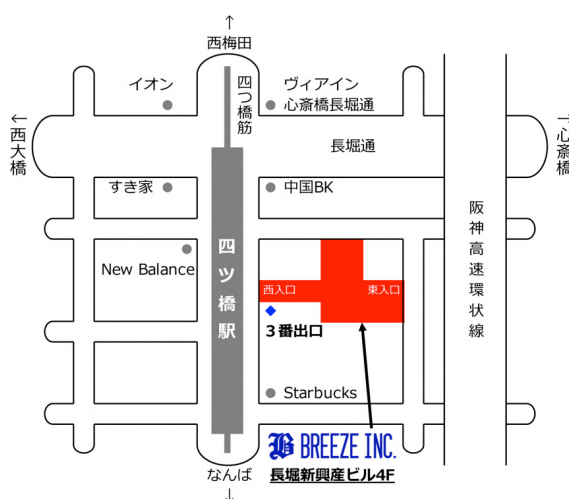 ↑
西梅田
イオン
四つ橋筋
ヴィアイン
心斎橋長堀通
←
西大橋
長堀通
→
心斎橋
すき家
中国BK
阪神高速環状線
四ツ橋駅
New Balance
西入口
東入口
3番出口
Starbucks
B BREEZE INC.
長堀新興産ビル4F
なんば
↓